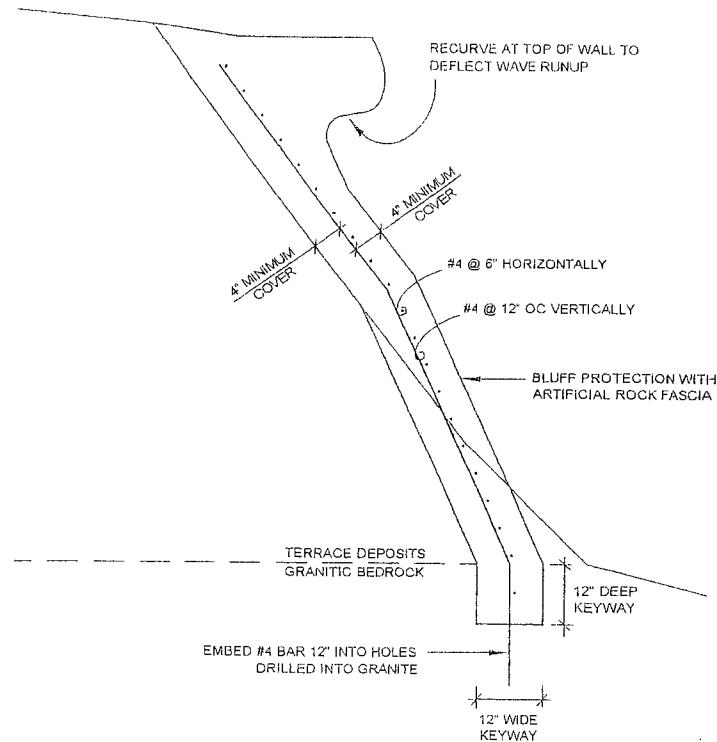 RECURVE AT TOP OF WALL TO
DEFLECT WAVE RUNUP
4" MINIMUM
COVER
4" MINIMUM
COVER
#4 @ 6" HORIZONTALLY
#4 @ 12" OC VERTICALLY
BLUFF PROTECTION WITH
ARTIFICIAL ROCK FASCIA
TERRACE DEPOSITS
GRANITIC BEDROCK
12" DEEP
KEYWAY
EMBED #4 BAR 12" INTO HOLES
DRILLED INTO GRANITE
12" WIDE
KEYWAY